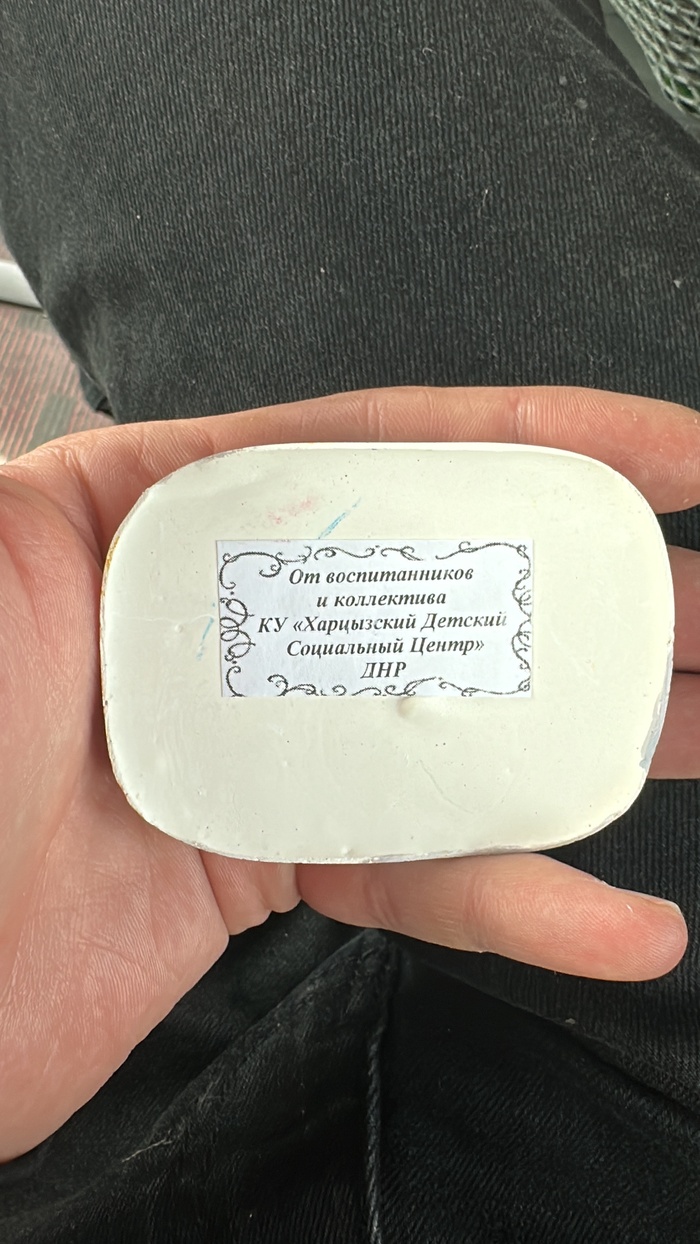 От воспитанников
и коллектива
КУ «Харцызский Детский
Социальный Центр»
ДНР